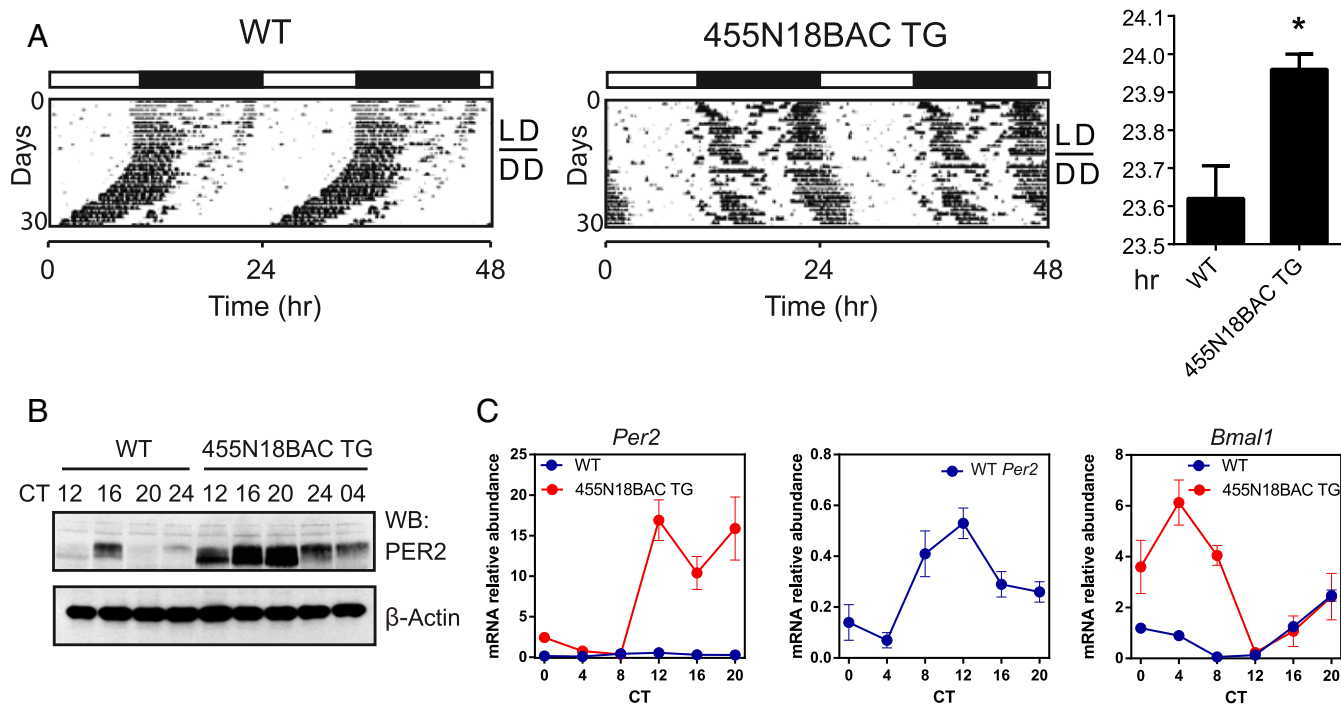 A
WT
455N18BAC TG
0
Days
30
LD
DD
0 24 48
Time (hr)
0
Days
30
LD
DD
0 24 48
Time (hr)
24.1
*
24.0
23.9
23.8
23.7
23.6
23.5
hr
WT
455N18BAC TG
B
WT 455N18BAC TG
CT 12 16 20 24 12 16 20 24 04
WB:
PER2
β-Actin
C
Per2
mRNA relative abundance
25
20
15
10
5
0
WT
455N18BAC TG
0 4 8 12 16 20
CT
mRNA relative abundance
0.8
0.6
0.4
0.2
0.0
WT Per2
0 4 8 12 16 20
CT
Bmal1
mRNA relative abundance
8
6
4
2
0
WT
455N18BAC TG
0 4 8 12 16 20
CT